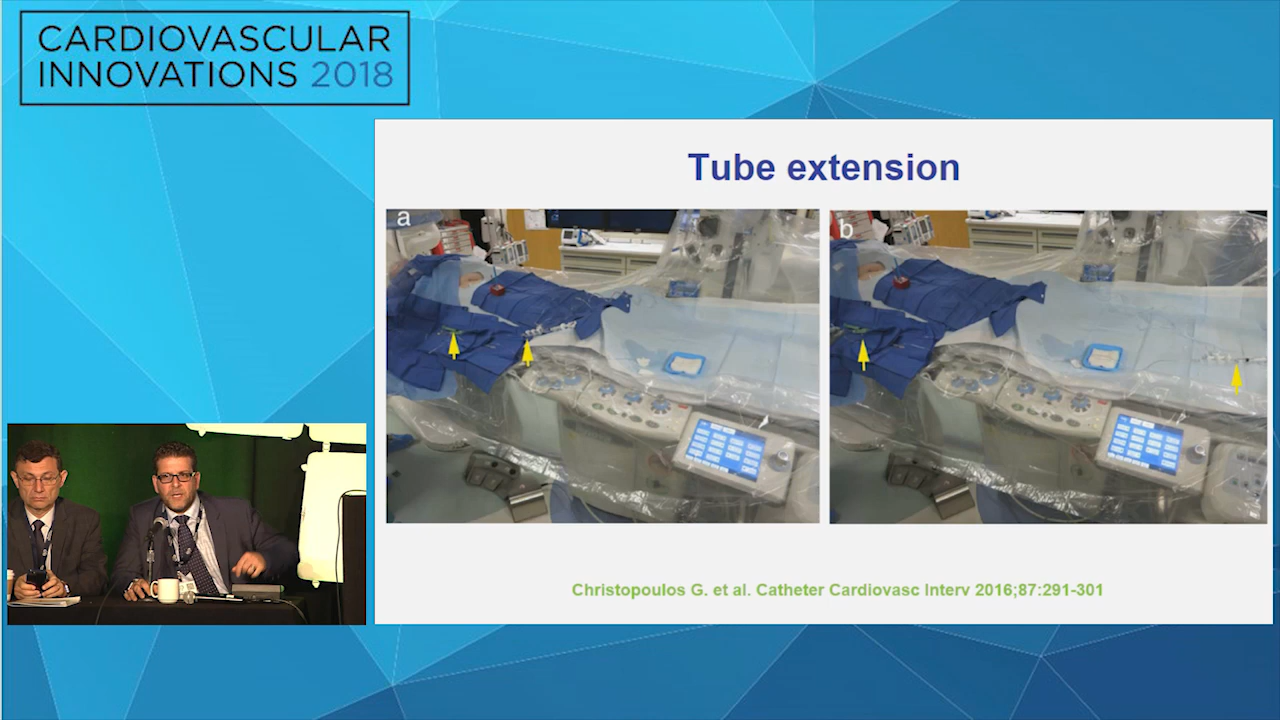 CARDIOVASCULAR
INNOVATIONS 2018
Tube extension
a
b
Christopoulos G. et al. Catheter Cardiovasc Interv 2016;87:291-301